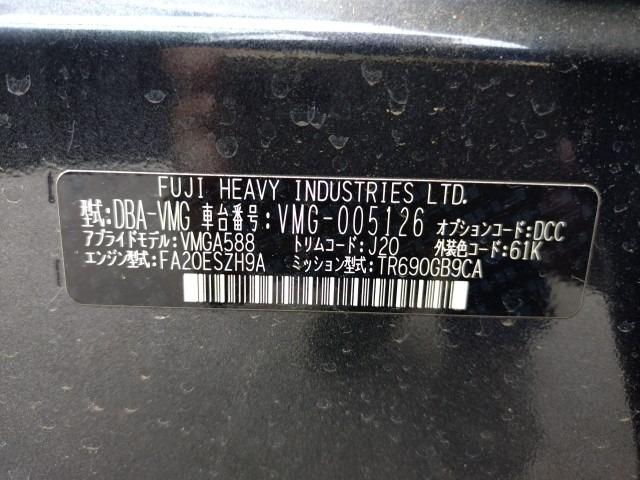 FUJI HEAVY INDUSTRIES LTD.
型式:DBA-VMG 車台番号:VMG-005126 オプションコード:DCC
アプライドモデル:VMGA588 トリムコード:J20 外装色コード:61K
エンジン型式:FA20ESZH9A ミッション型式:TR690GB9CA